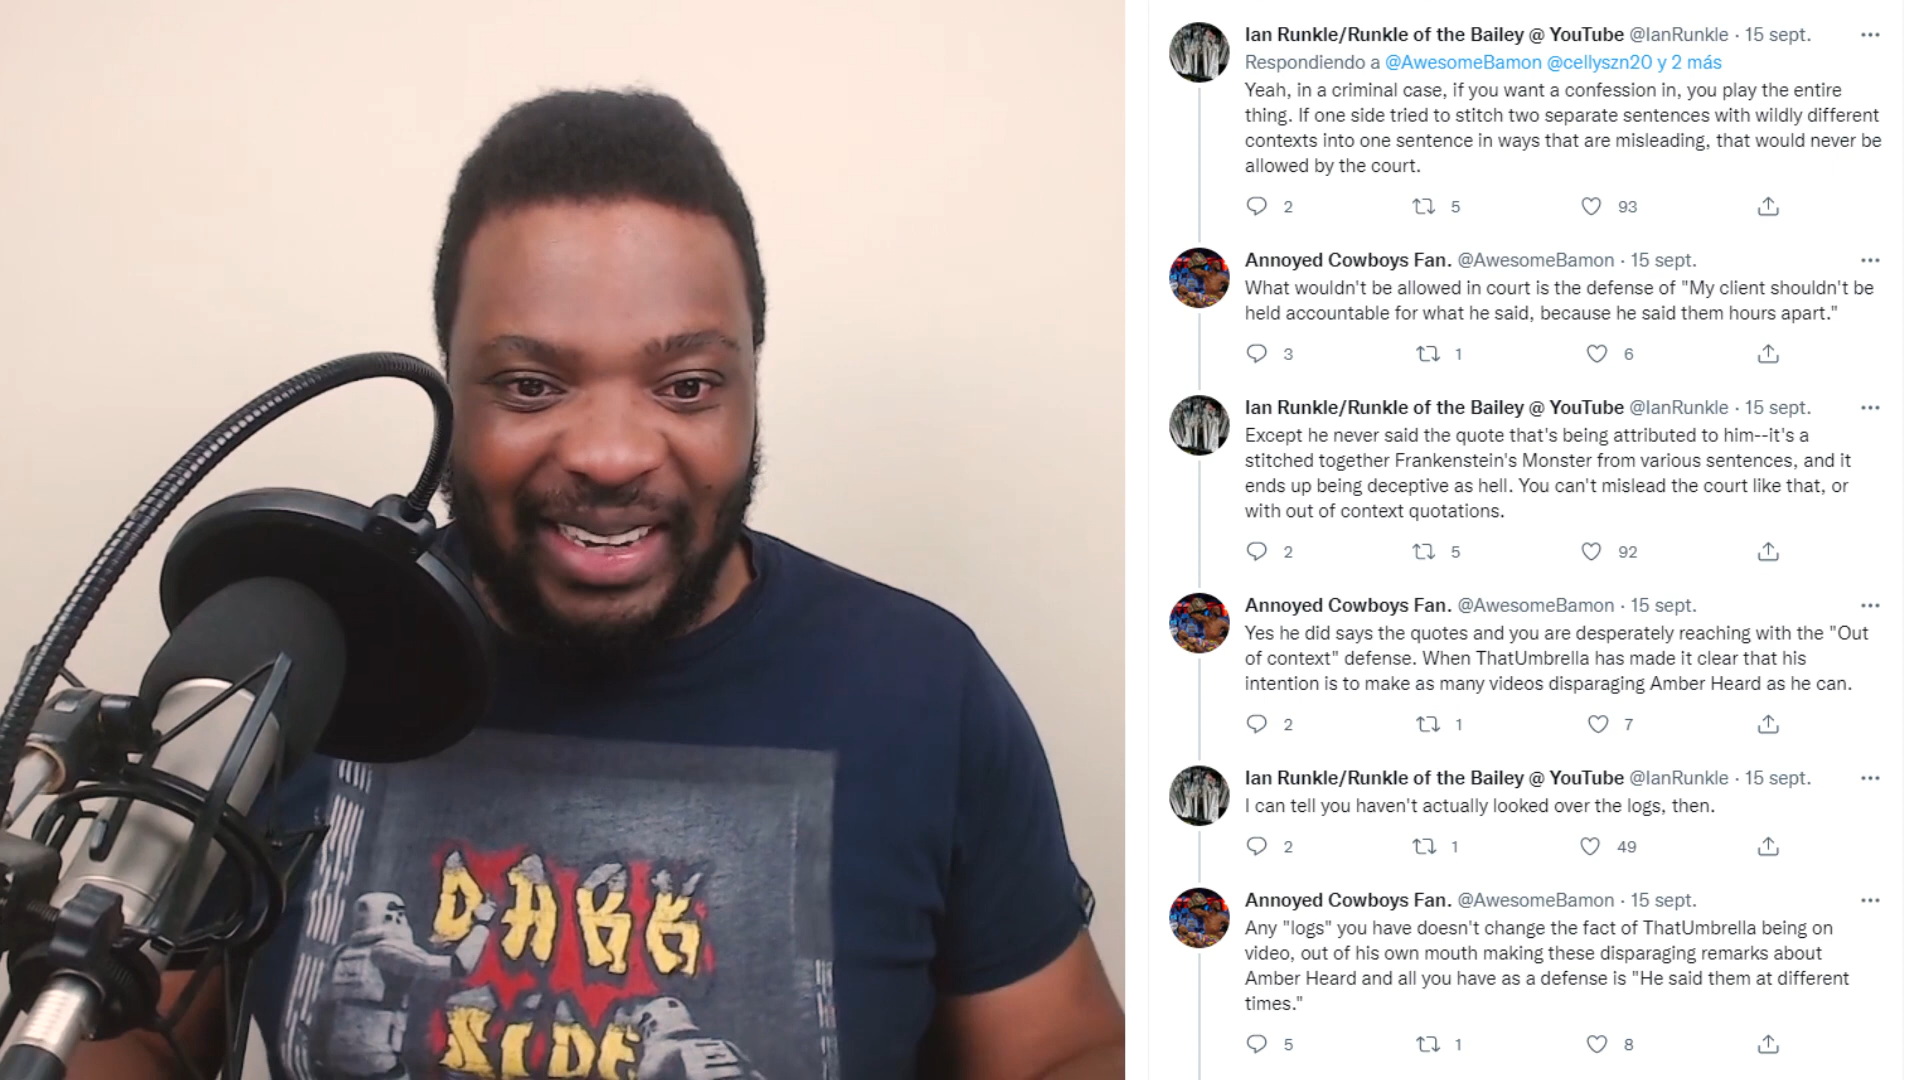 DARK
SIDE
Ian Runkle/Runkle of the Bailey @ YouTube @IanRunkle · 15 sept.
Respondiendo a @AwesomeBamon @cellyszn20 y 2 más
Yeah, in a criminal case, if you want a confession in, you play the entire
thing. If one side tried to stitch two separate sentences with wildly different
contexts into one sentence in ways that are misleading, that would never be
allowed by the court.
2 5 93
Annoyed Cowboys Fan. @AwesomeBamon · 15 sept.
What wouldn't be allowed in court is the defense of "My client shouldn't be
held accountable for what he said, because he said them hours apart."
3 1 6
Ian Runkle/Runkle of the Bailey @ YouTube @IanRunkle · 15 sept.
Except he never said the quote that's being attributed to him--it's a
stitched together Frankenstein's Monster from various sentences, and it
ends up being deceptive as hell. You can't mislead the court like that, or
with out of context quotations.
2 5 92
Annoyed Cowboys Fan. @AwesomeBamon · 15 sept.
Yes he did says the quotes and you are desperately reaching with the "Out
of context" defense. When ThatUmbrella has made it clear that his
intention is to make as many videos disparaging Amber Heard as he can.
2 1 7
Ian Runkle/Runkle of the Bailey @ YouTube @IanRunkle · 15 sept.
I can tell you haven't actually looked over the logs, then.
2 1 49
Annoyed Cowboys Fan. @AwesomeBamon · 15 sept.
Any "logs" you have doesn't change the fact of ThatUmbrella being on
video, out of his own mouth making these disparaging remarks about
Amber Heard and all you have as a defense is "He said them at different
times."
5 1 8